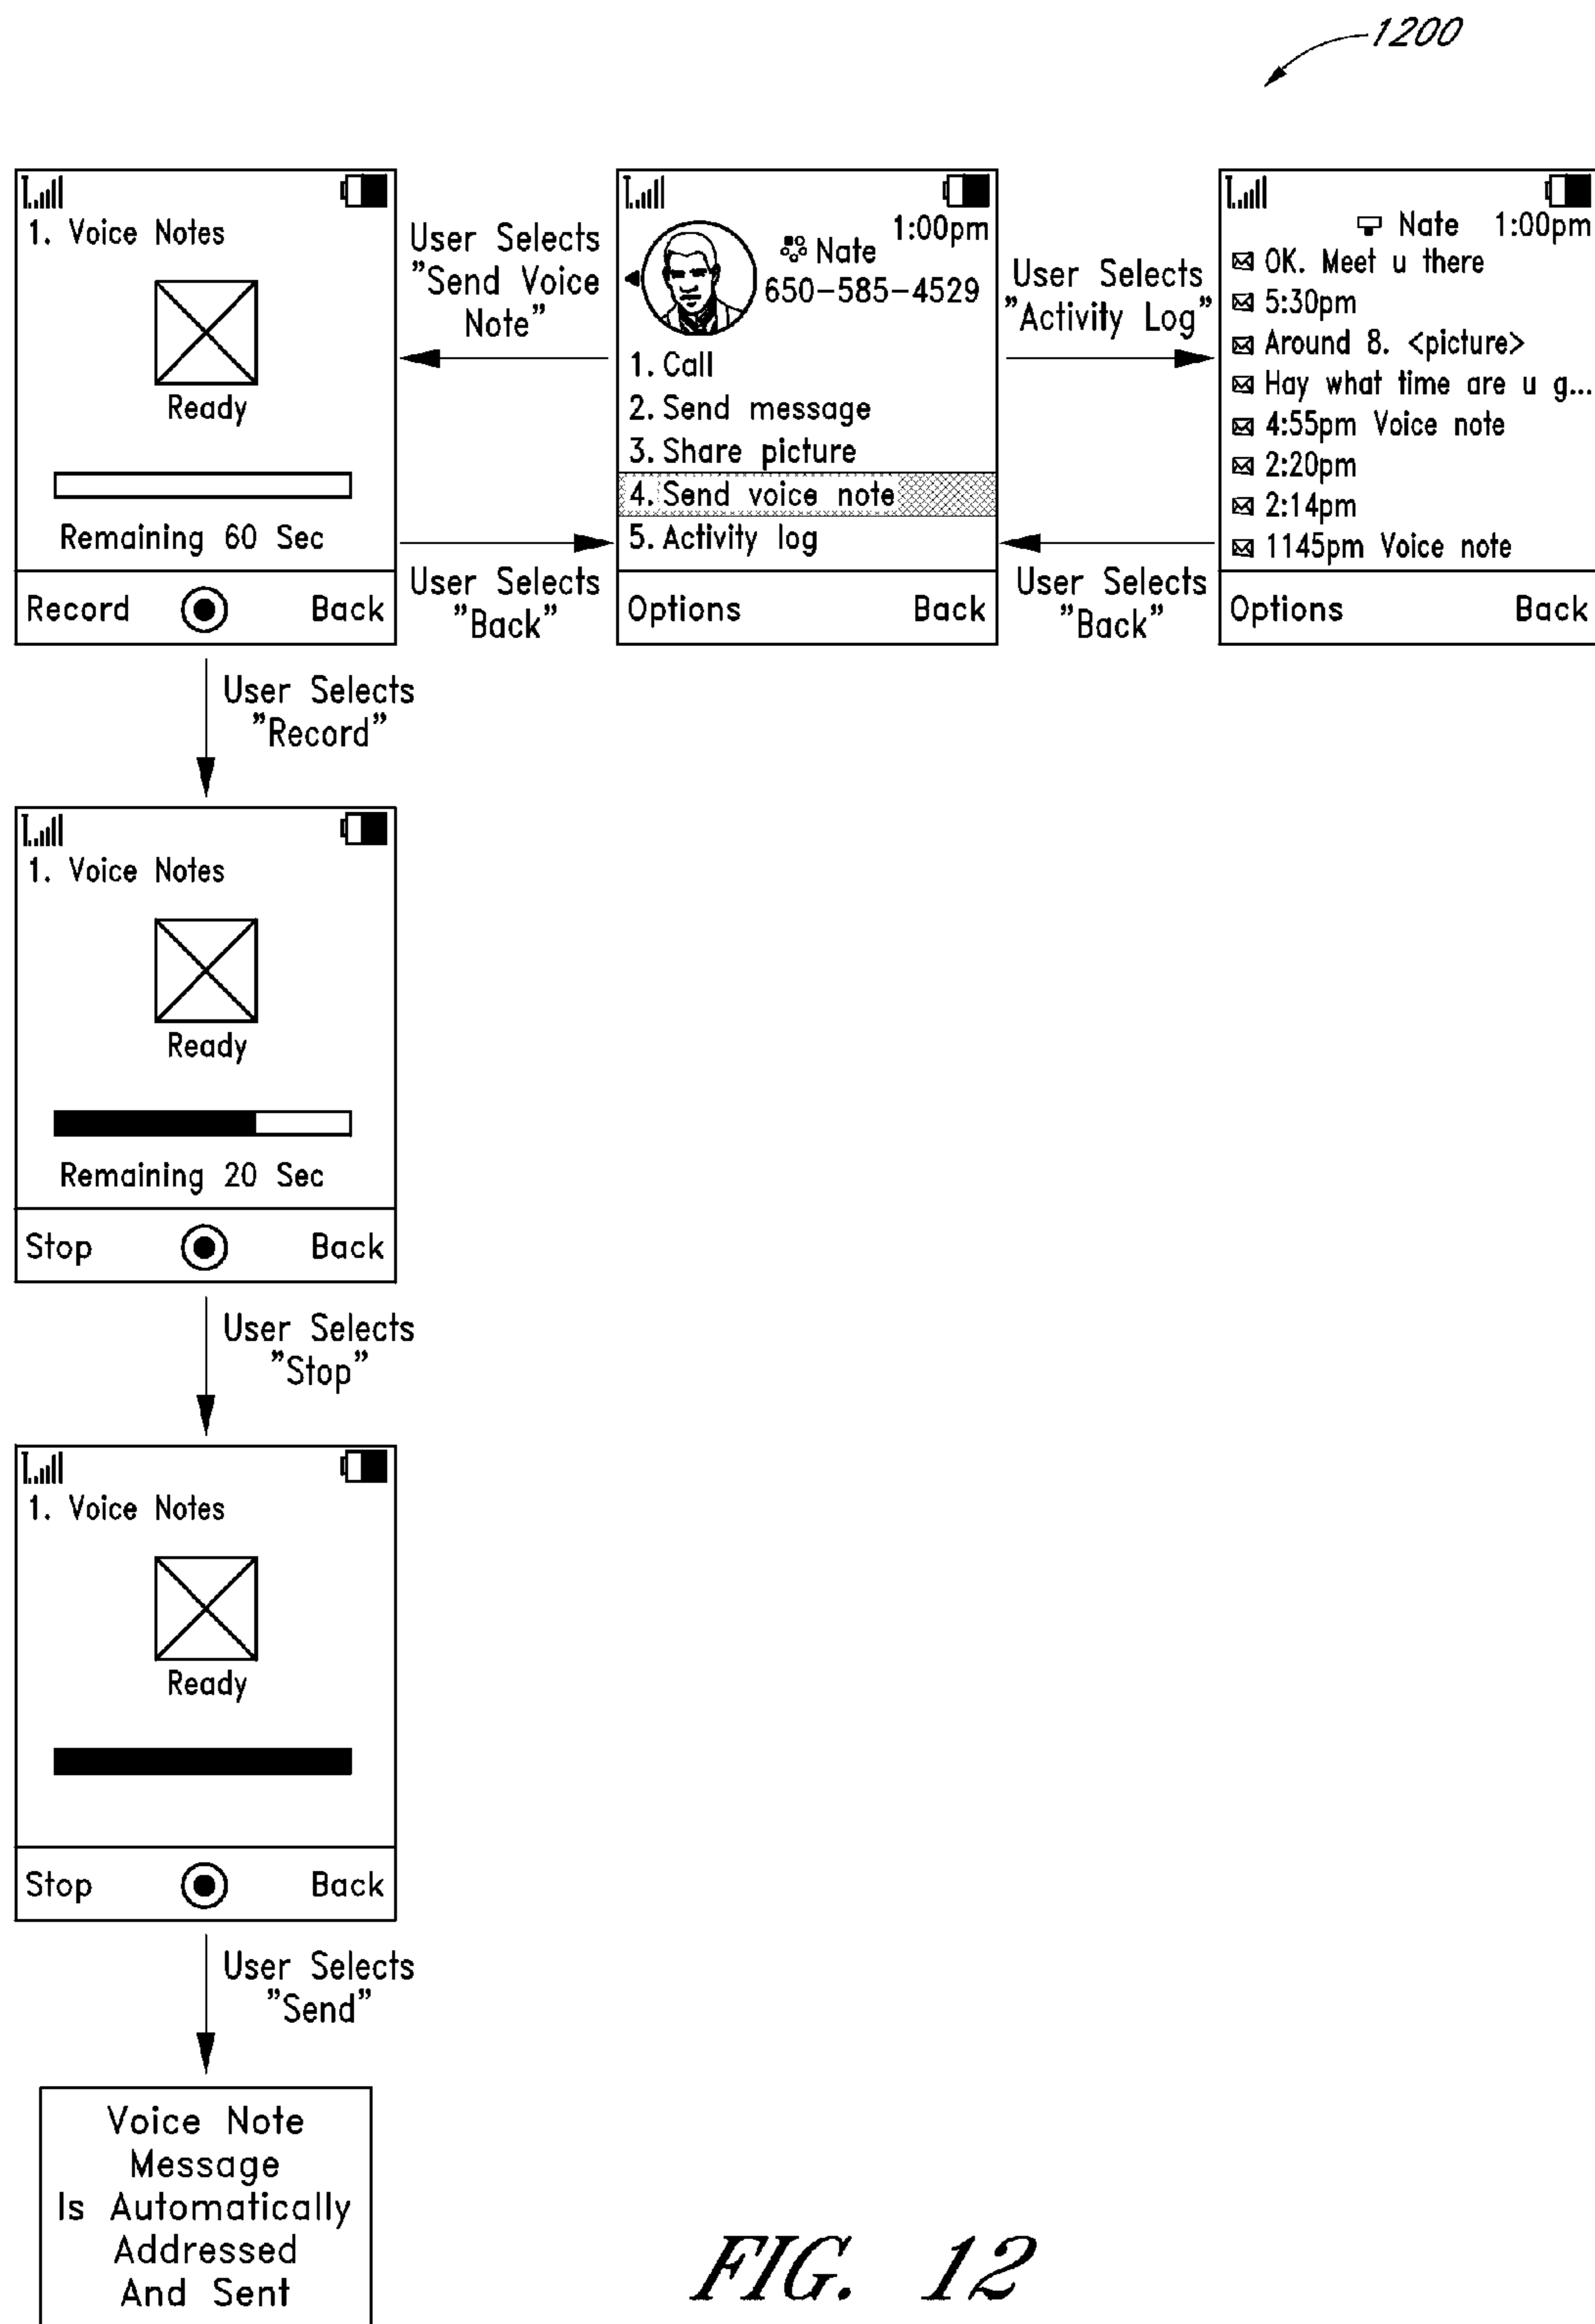 1200
1. Voice Notes
Ready
Remaining 60 Sec
Record Back
User Selects
"Send Voice
Note"
User Selects
"Back"
1:00pm
Nate
650-585-4529
1. Call
2. Send message
3. Share picture
4. Send voice note
5. Activity log
Options Back
User Selects
"Activity Log"
User Selects
"Back"
Nate 1:00pm
OK. Meet u there
5:30pm
Around 8. <picture>
Hay what time are u g...
4:55pm Voice note
2:20pm
2:14pm
1145pm Voice note
Options Back
User Selects
"Record"
1. Voice Notes
Ready
Remaining 20 Sec
Stop Back
User Selects
"Stop"
1. Voice Notes
Ready
Stop Back
User Selects
"Send"
Voice Note
Message
Is Automatically
Addressed
And Sent
FIG. 12